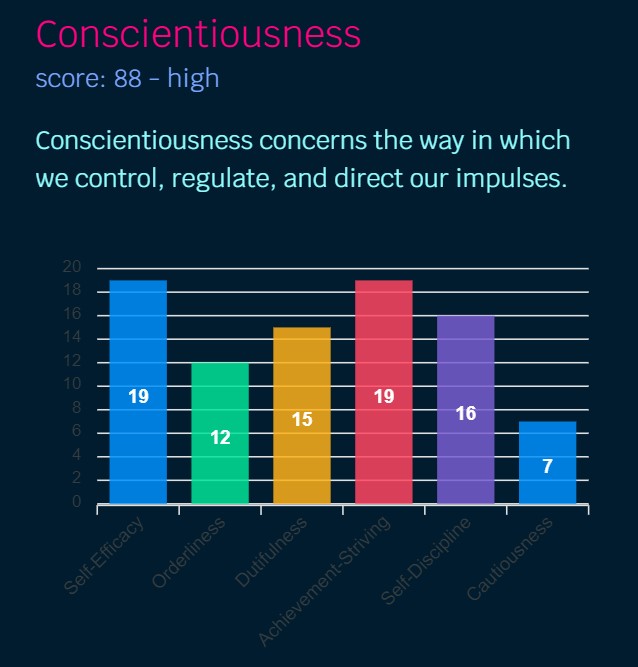 Conscientiousness
score: 88 - high
Conscientiousness concerns the way in which
we control, regulate, and direct our impulses.
20
18
16
14
12
10
8
6
4
2
0
19
12
15
19
16
7
Self-Efficacy
Orderliness
Dutifulness
Achievement-Striving
Self-Discipline
Cautiousness